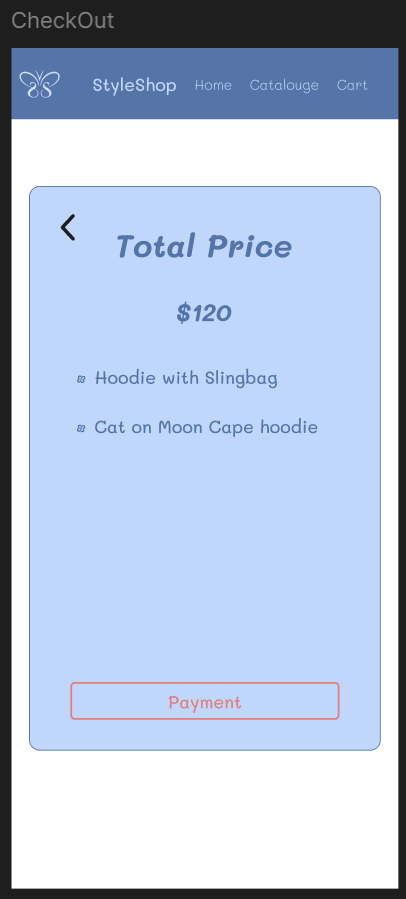 CheckOut
StyleShop Home Catalouge Cart
Total Price
$120
Hoodie with Slingbag
Cat on Moon Cape hoodie
Payment